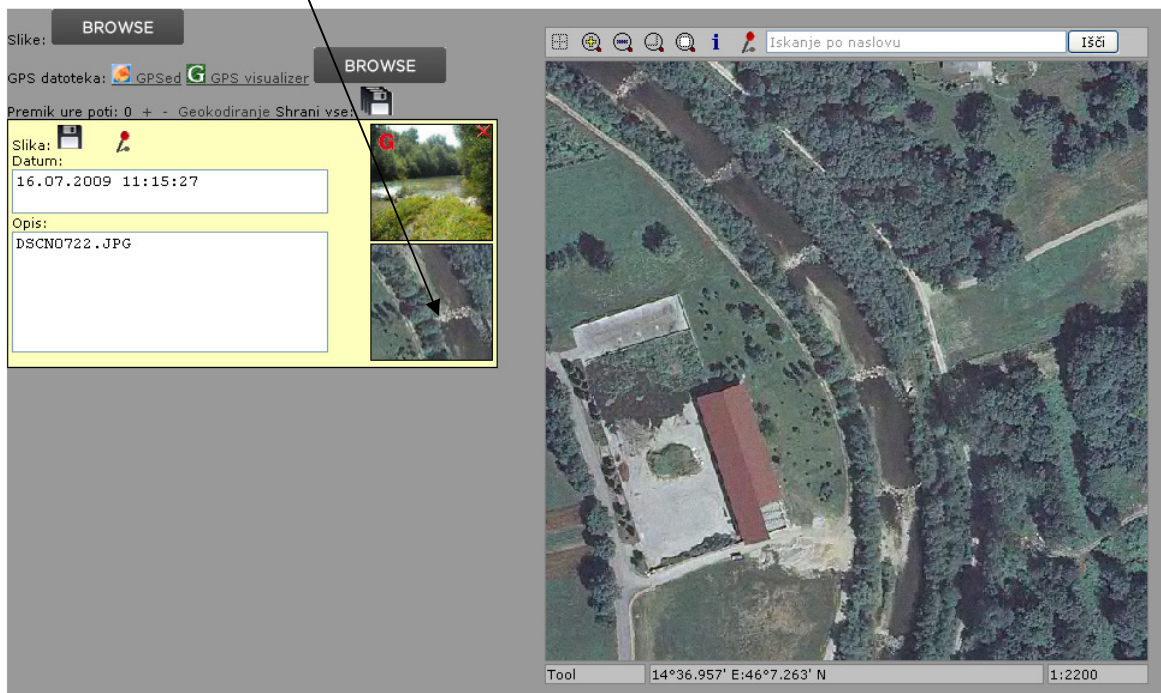 Slike: BROWSE
GPS datoteka: GPSed G GPS visualizer BROWSE
Premik ure poti: 0 + - Geokodiranje Shrani vse:
Slika:
G
Datum:
16.07.2009 11:15:27
Opis:
DSCN0722.JPG
i Iskanje po naslovu Išči
Tool 14°36.957' E:46°7.263' N 1:2200